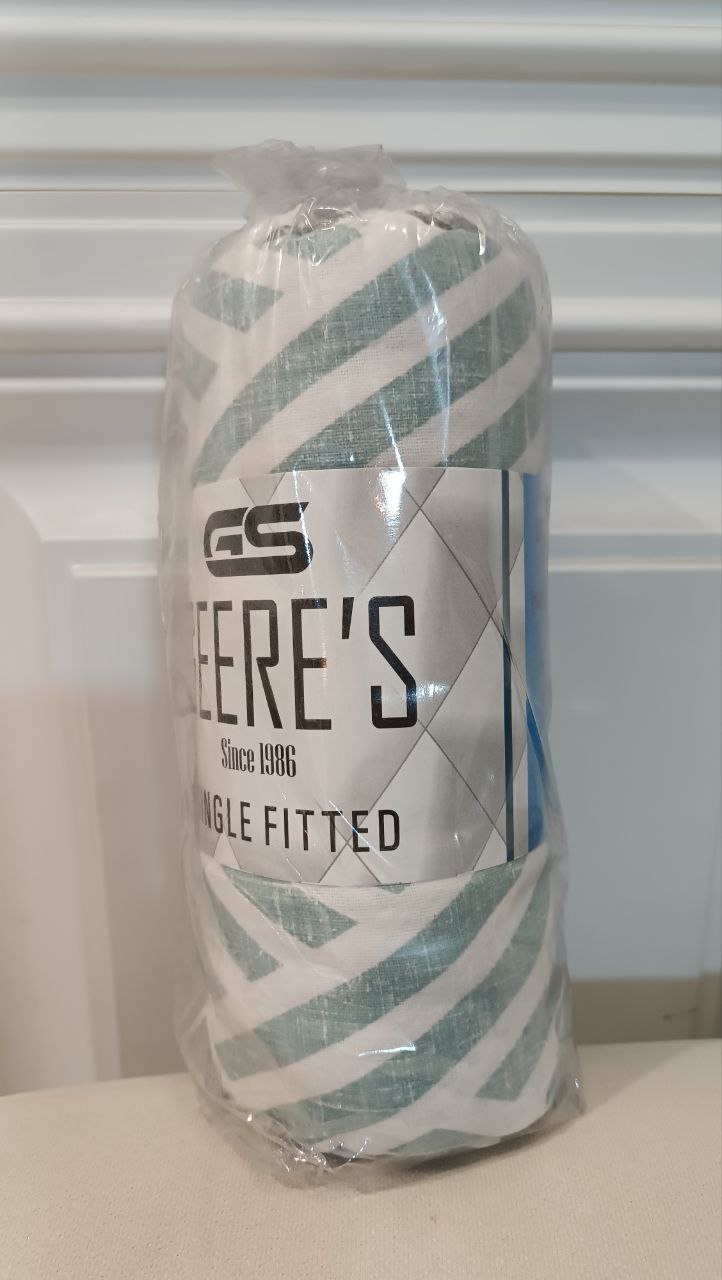 GS
EERE'S
Since 1986
NGLE FITTED